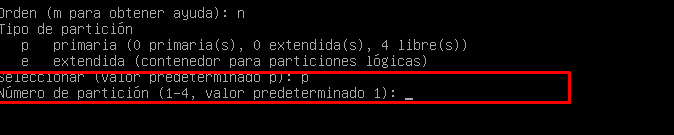 Orden (m para obtener ayuda): n
Tipo de partición
p primaria (0 primaria(s), 0 extendida(s), 4 libre(s))
e extendida (contenedor para particiones lógicas)
Seleccionar (valor predeterminado p): p
Número de partición (1-4, valor predeterminado 1): _